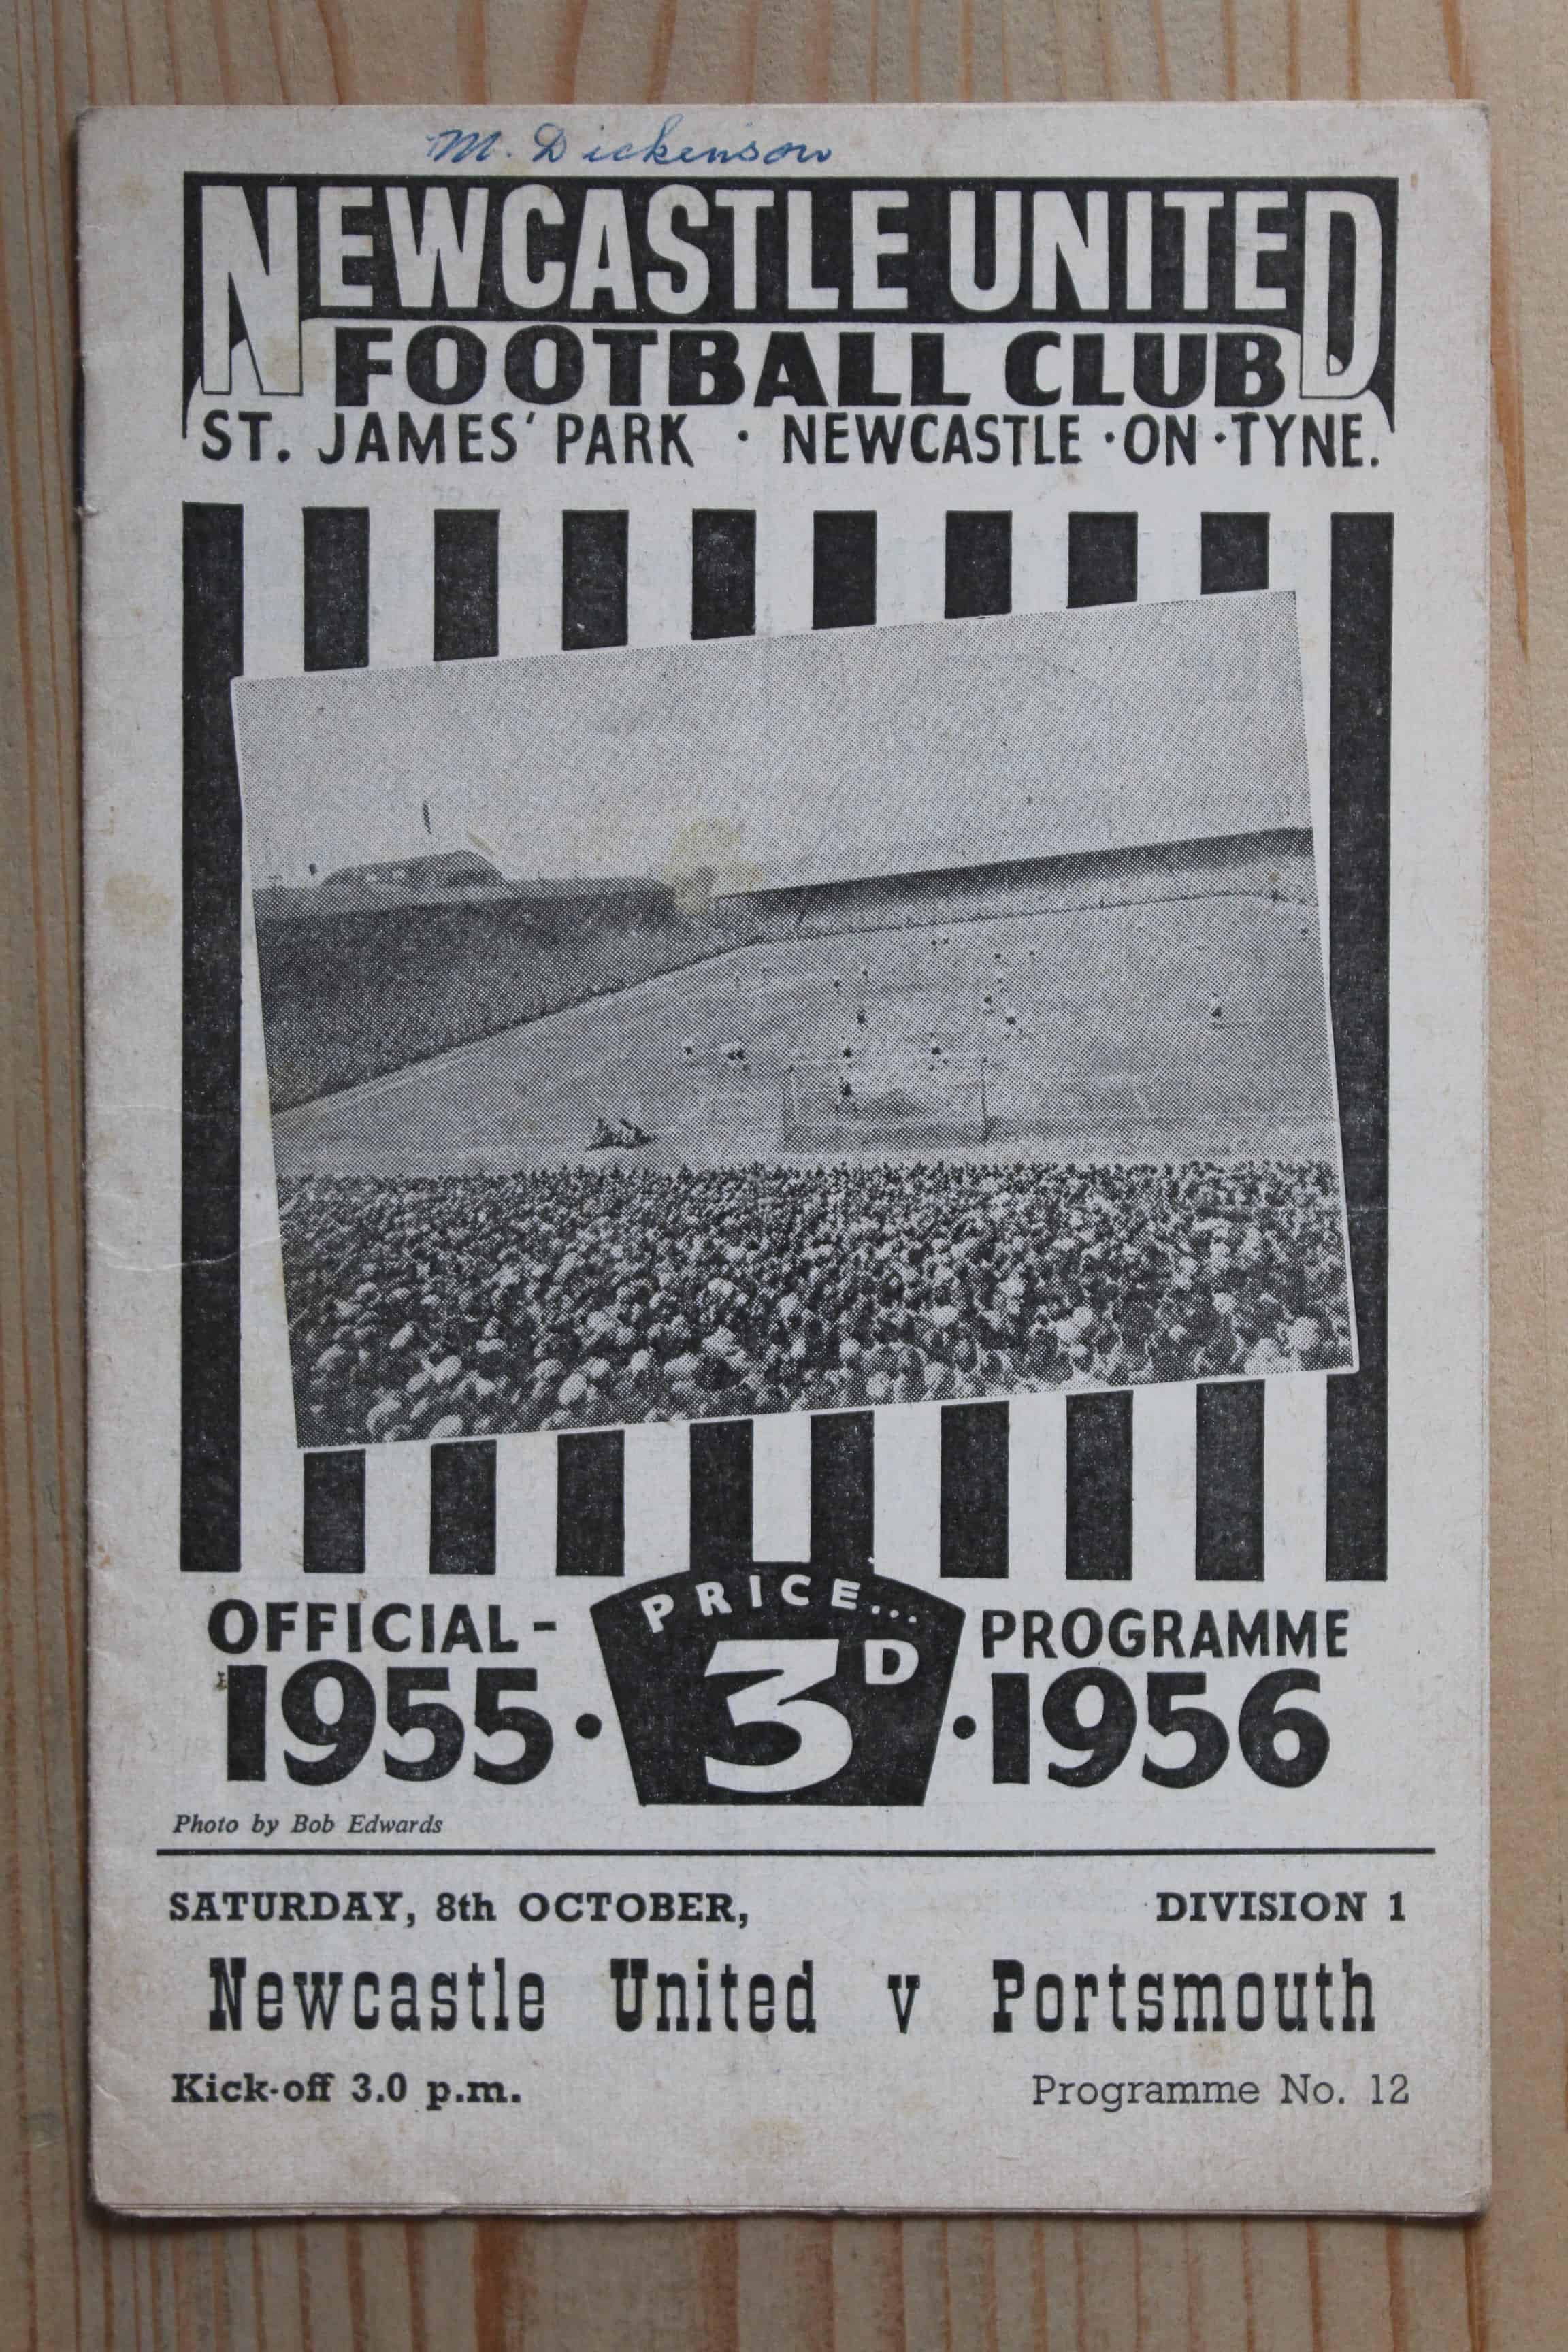 M. Dickenson
NEWCASTLE UNITED
FOOTBALL CLUB
ST. JAMES' PARK · NEWCASTLE·ON·TYNE.
PRICE...
OFFICIAL- 3D PROGRAMME
1955 · · 1956
Photo by Bob Edwards
SATURDAY, 8th OCTOBER, DIVISION 1
Newcastle United v Portsmouth
Kick-off 3.0 p.m. Programme No. 12